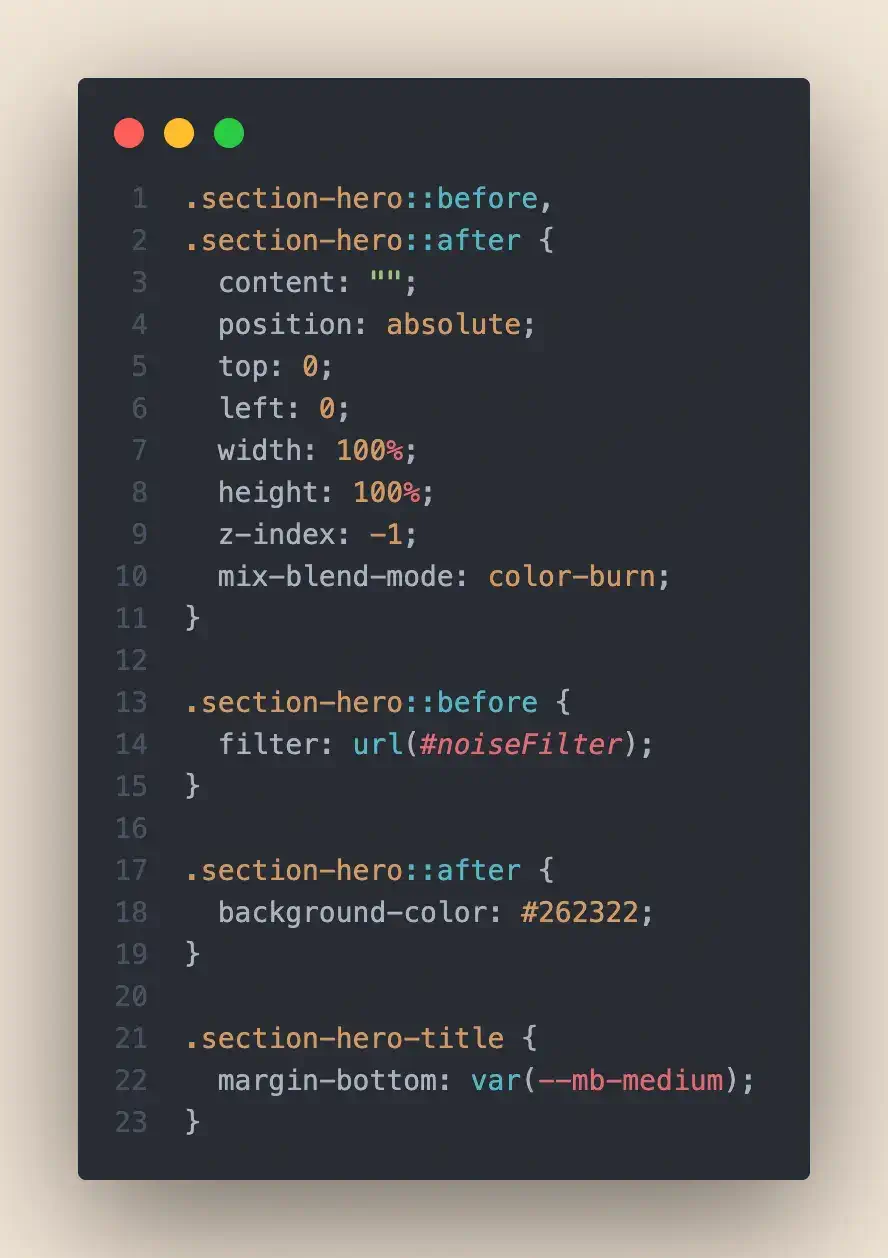 1 .section-hero::before,
2 .section-hero::after {
3   content: "";
4   position: absolute;
5   top: 0;
6   left: 0;
7   width: 100%;
8   height: 100%;
9   z-index: -1;
10   mix-blend-mode: color-burn;
11 }
12
13 .section-hero::before {
14   filter: url(#noiseFilter);
15 }
16
17 .section-hero::after {
18   background-color: #262322;
19 }
20
21 .section-hero-title {
22   margin-bottom: var(--mb-medium);
23 }